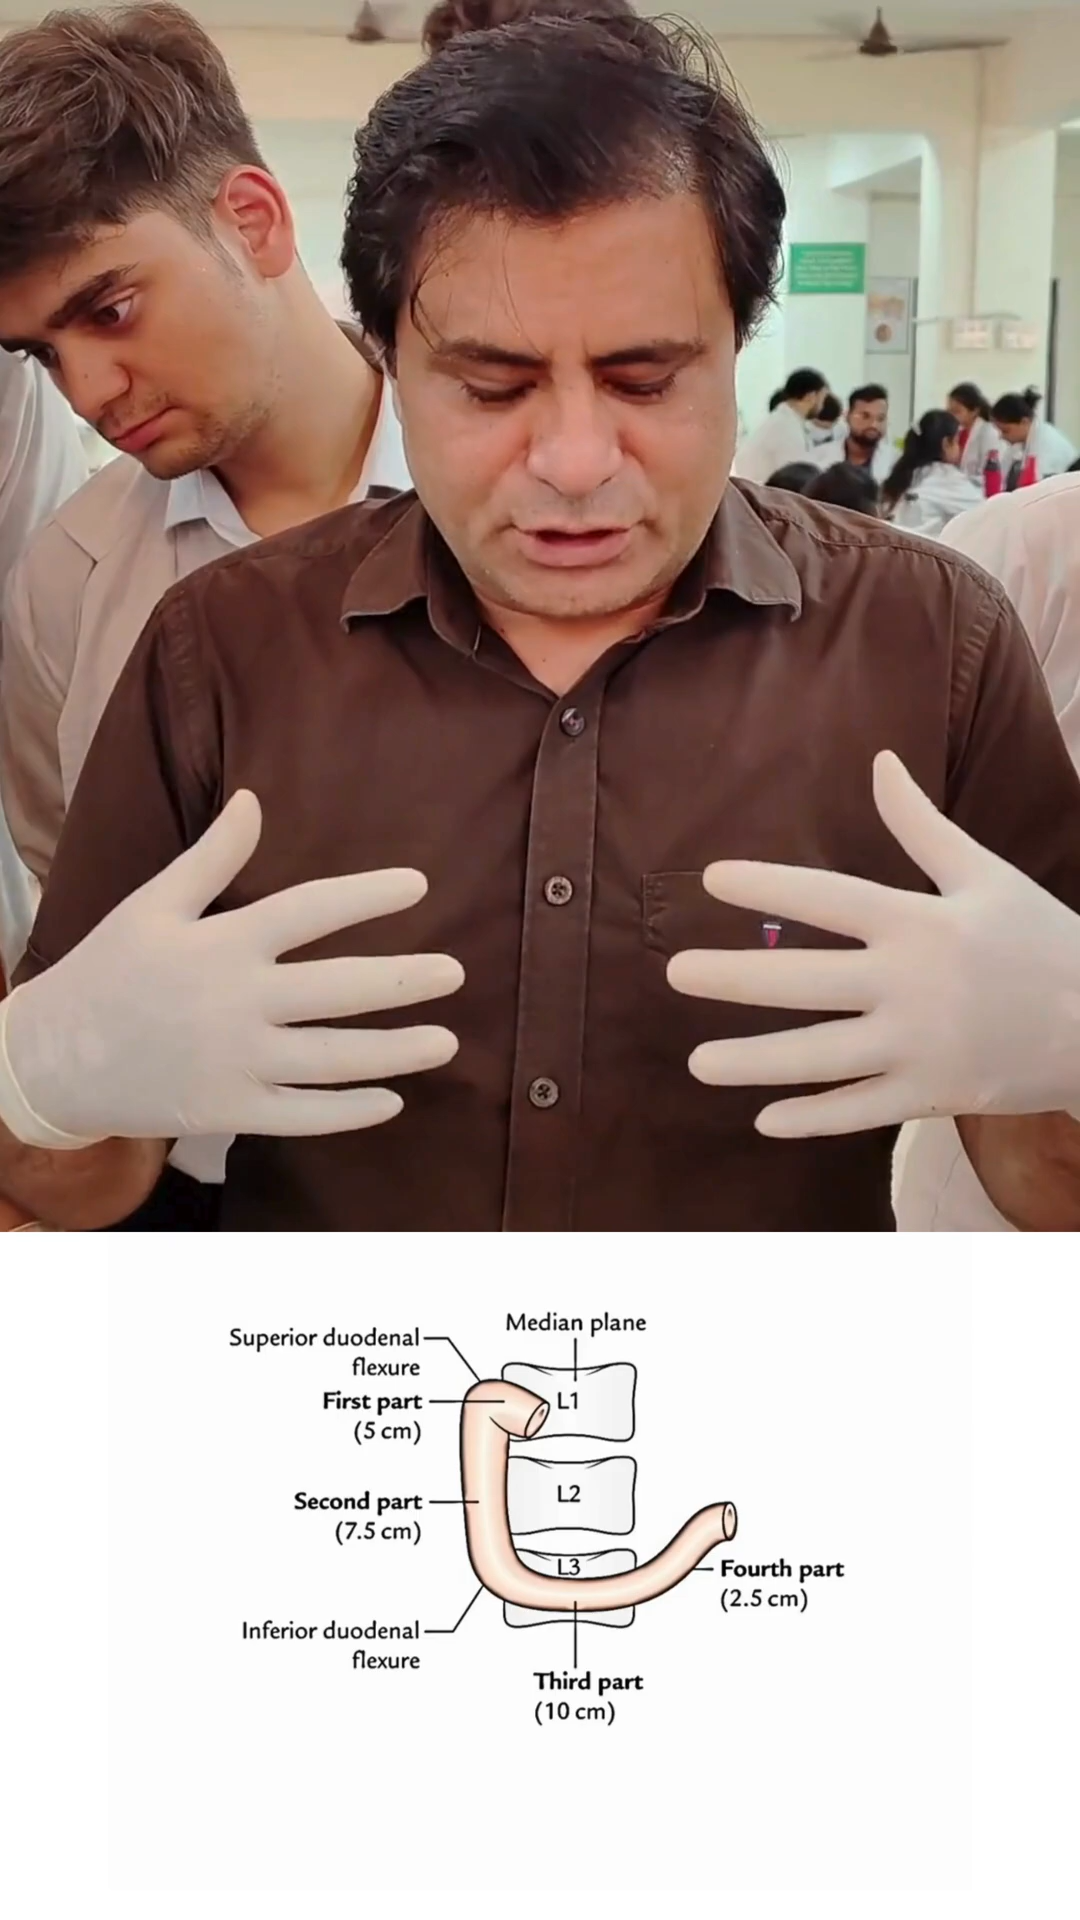 Median plane
Superior duodenal
flexure
First part
(5 cm)
L1
Second part
(7.5 cm)
L2
L3
Fourth part
(2.5 cm)
Inferior duodenal
flexure
Third part
(10 cm)